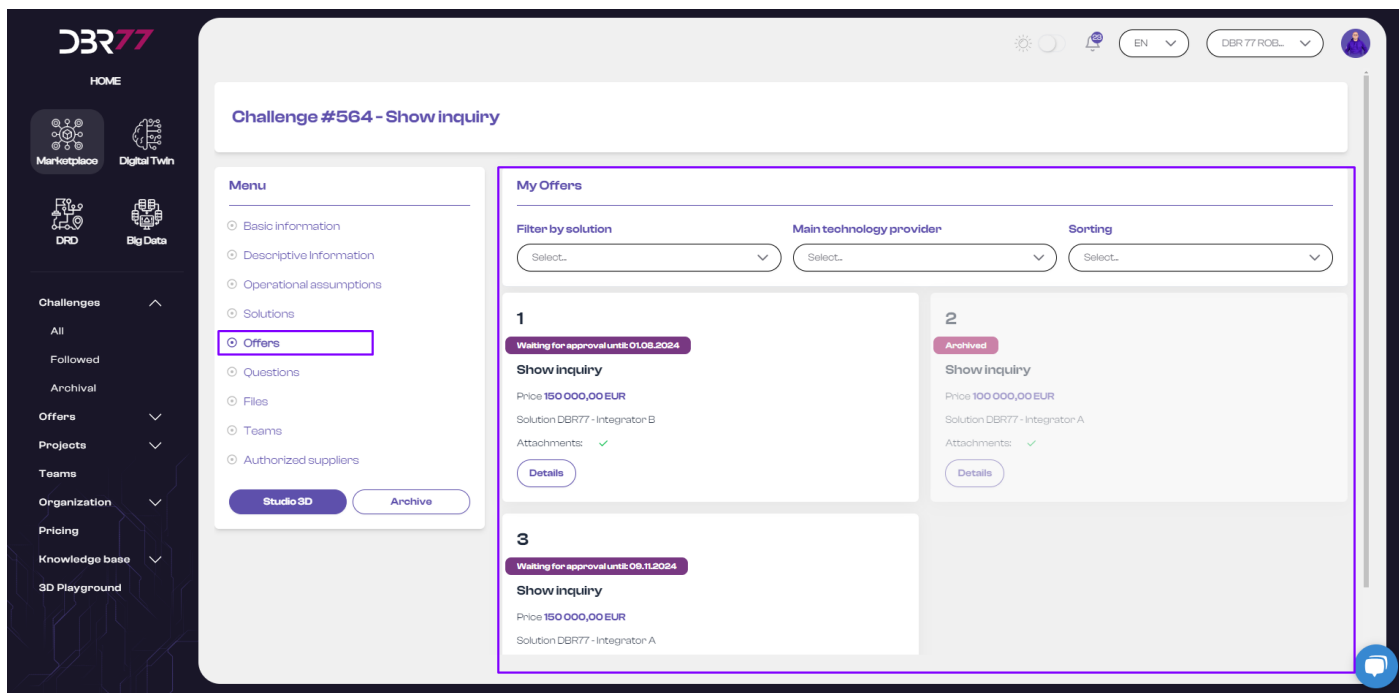 DBR77
HOME
Marketplace
Digital Twin
DRD
Big Data
Challenges
All
Followed
Archival
Offers
Projects
Teams
Organization
Pricing
Knowledge base
3D Playground
23
EN
DBR 77 ROB...
Challenge #564 - Show inquiry
Menu
Basic information
Descriptive Information
Operational assumptions
Solutions
Offers
Questions
Files
Teams
Authorized suppliers
Studio 3D
Archive
My Offers
Filter by solution
Main technology provider
Sorting
Select...
Select...
Select...
1
Waiting for approval until: 01.08.2024
Show inquiry
Price 150 000,00 EUR
Solution DBR77 - Integrator B
Attachments:
Details
2
Archived
Show inquiry
Price 100 000,00 EUR
Solution DBR77 - Integrator A
Attachments:
Details
3
Waiting for approval until: 09.11.2024
Show inquiry
Price 150 000,00 EUR
Solution DBR77 - Integrator A